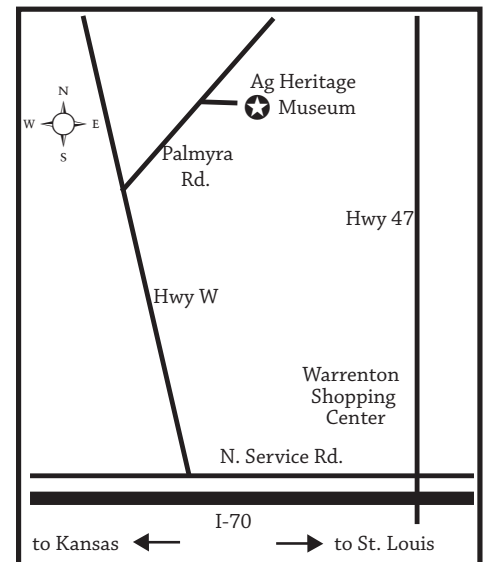 N
W
E
S
Ag Heritage
Museum
Palmyra
Rd.
Hwy 47
Hwy W
Warrenton
Shopping
Center
N. Service Rd.
I-70
to Kansas
to St. Louis